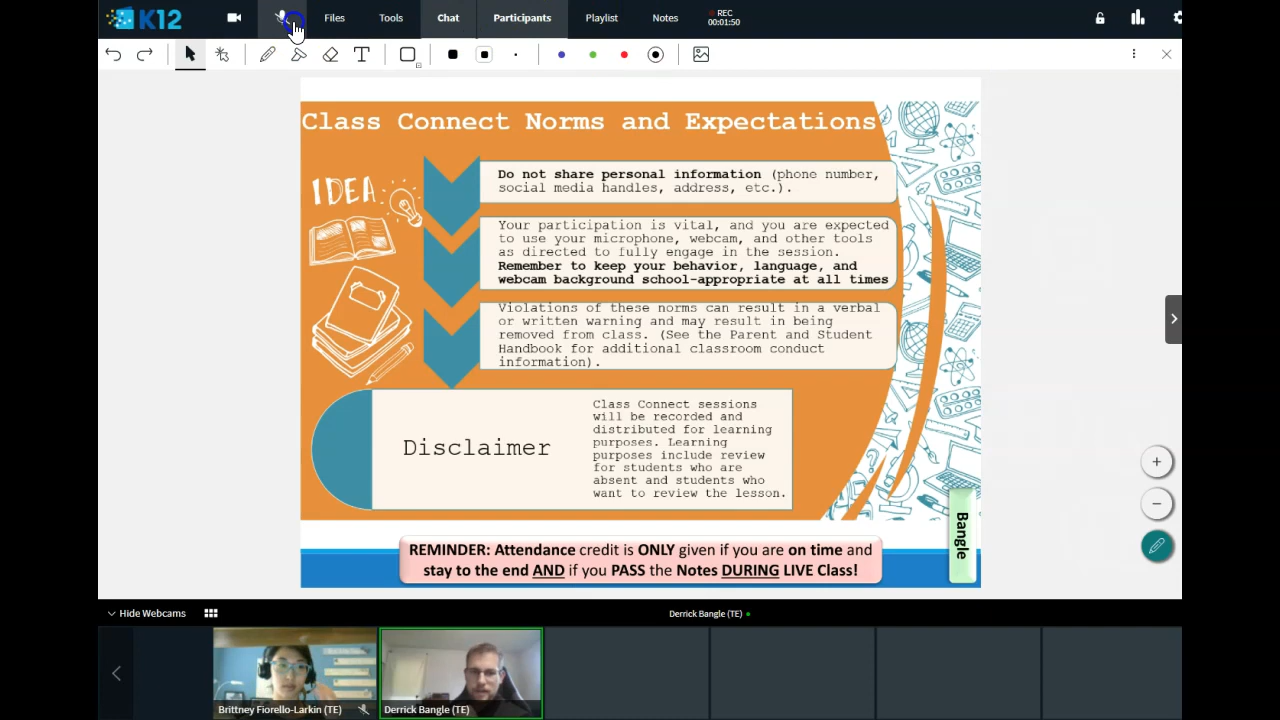 K12
Files
Tools
Chat
Participants
Playlist
Notes
REC
00:01:50
Class Connect Norms and Expectations
IDEA
Do not share personal information (phone number,
social media handles, address, etc.).
Your participation is vital, and you are expected
to use your microphone, webcam, and other tools
as directed to fully engage in the session.
Remember to keep your behavior, language, and
webcam background school-appropriate at all times
Violations of these norms can result in a verbal
or written warning and may result in being
removed from class. (See the Parent and Student
Handbook for additional classroom conduct
information).
Disclaimer
Class Connect sessions
will be recorded and
distributed for learning
purposes. Learning
purposes include review
for students who are
absent and students who
want to review the lesson.
Bangle
REMINDER: Attendance credit is ONLY given if you are on time and
stay to the end AND if you PASS the Notes DURING LIVE Class!
Hide Webcams
Derrick Bangle (TE)
Brittney Fiorello-Larkin (TE)
Derrick Bangle (TE)